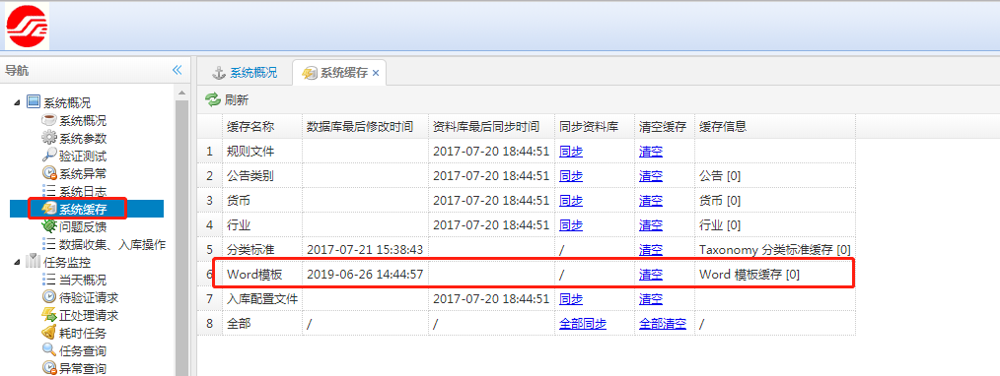 导航
系统概况
系统概况
系统参数
验证测试
系统异常
系统日志
系统缓存
问题反馈
数据收集、入库操作
任务监控
当天概况
待验证请求
正处理请求
耗时任务
任务查询
异常查询
系统概况 系统缓存
刷新
缓存名称 数据库最后修改时间 资料库最后同步时间 同步资料库 清空缓存 缓存信息
1 规则文件 2017-07-20 18:44:51 同步 清空
2 公告类别 2017-07-20 18:44:51 同步 清空 公告 [0]
3 货币 2017-07-20 18:44:51 同步 清空 货币 [0]
4 行业 2017-07-20 18:44:51 同步 清空 行业 [0]
5 分类标准 2017-07-21 15:38:43 / 清空 Taxonomy 分类标准缓存 [0]
6 Word模板 2019-06-26 14:44:57 / 清空 Word 模板缓存 [0]
7 入库配置文件 2017-07-20 18:44:51 同步 清空
8 全部 / / 全部同步 全部清空 /